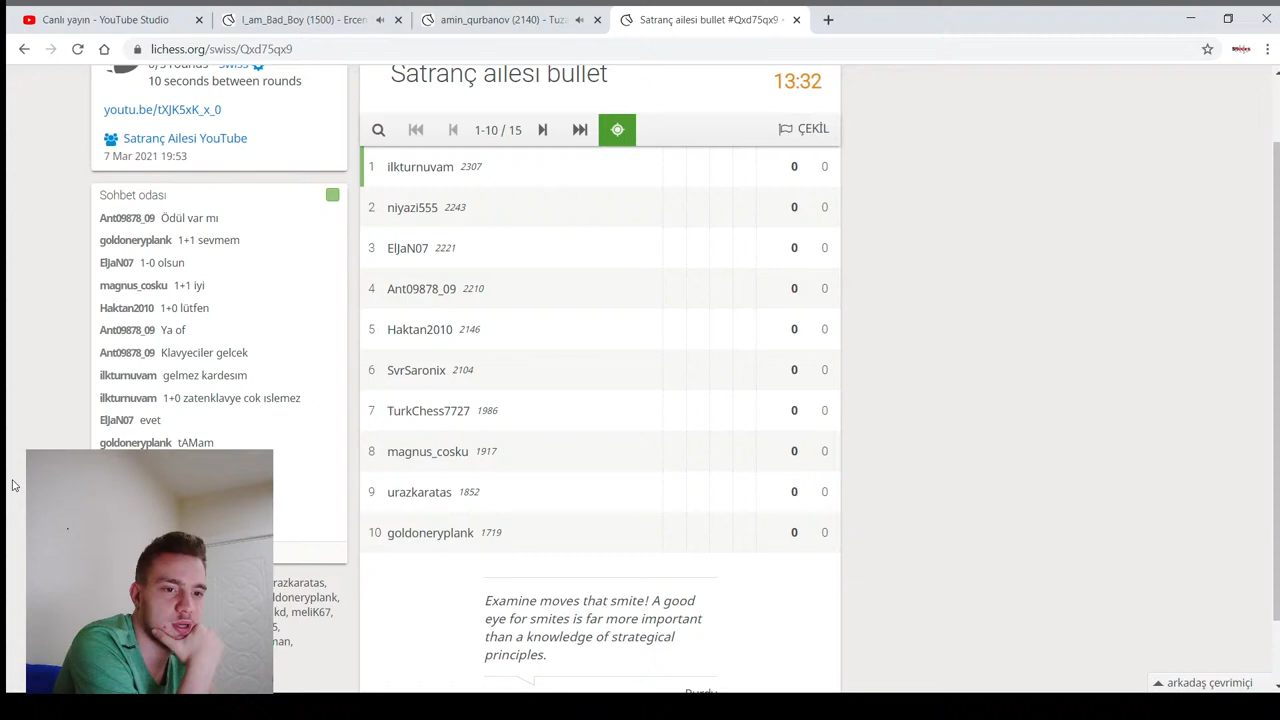 Canlı yayın - YouTube Studio
I_am_Bad_Boy (1500) - Ercen
amin_qurbanov (2140) - Tuza
Satranç ailesi bullet #Qxd75qx9 -
lichess.org/swiss/Qxd75qx9
10 seconds between rounds
youtu.be/tXJK5xK_x_0
Satranç Ailesi YouTube
7 Mar 2021 19:53
Sohbet odası
Ant09878_09 Ödül var mı
goldoneryplank 1+1 sevmem
ElJaN07 1-0 olsun
magnus_cosku 1+1 iyi
Haktan2010 1+0 lütfen
Ant09878_09 Ya of
Ant09878_09 Klavyeciler gelcek
ilkturnuvam gelmez kardesım
ilkturnuvam 1+0 zatenklavye cok ıslemez
ElJaN07 evet
goldoneryplank tAMam
Satranç ailesi bullet
13:32
1-10 / 15
ÇEKİL
1 ilkturnuvam 2307 0 0
2 niyazi555 2243 0 0
3 ElJaN07 2221 0 0
4 Ant09878_09 2210 0 0
5 Haktan2010 2146 0 0
6 SvrSaronix 2104 0 0
7 TurkChess7727 1986 0 0
8 magnus_cosku 1917 0 0
9 urazkaratas 1852 0 0
10 goldoneryplank 1719 0 0
Examine moves that smite! A good
eye for smites is far more important
than a knowledge of strategical
principles.
arkadaş çevrimiçi